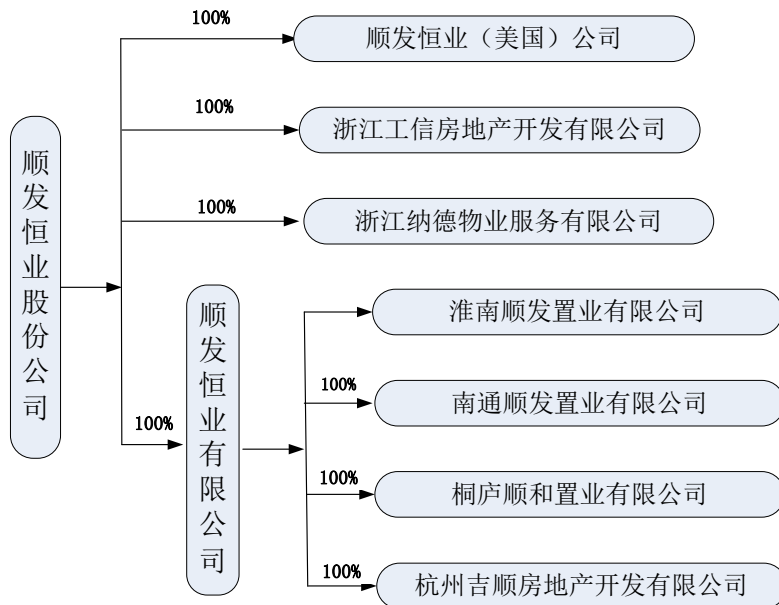 100%
顺发恒业（美国）公司
100%
浙江工信房地产开发有限公司
100%
浙江纳德物业服务有限公司
顺发恒业股份公司
100%
顺发恒业有限公司
淮南顺发置业有限公司
100%
南通顺发置业有限公司
100%
桐庐顺和置业有限公司
100%
杭州吉顺房地产开发有限公司